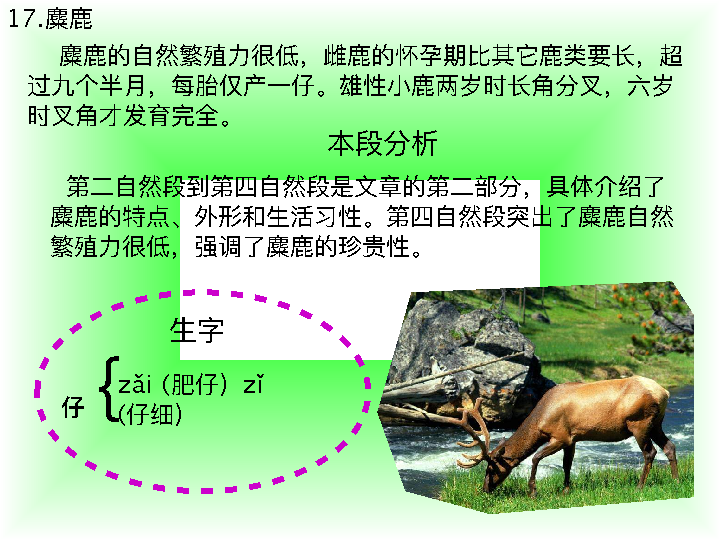 17.麋鹿
麋鹿的自然繁殖力很低，雌鹿的怀孕期比其它鹿类要长，超
过九个半月，每胎仅产一仔。雄性小鹿两岁时长角分叉，六岁
时叉角才发育完全。
本段分析
第二自然段到第四自然段是文章的第二部分，具体介绍了
麋鹿的特点、外形和生活习性。第四自然段突出了麋鹿自然
繁殖力很低，强调了麋鹿的珍贵性。
生字
仔 { zǎi (肥仔）zǐ
(仔细）